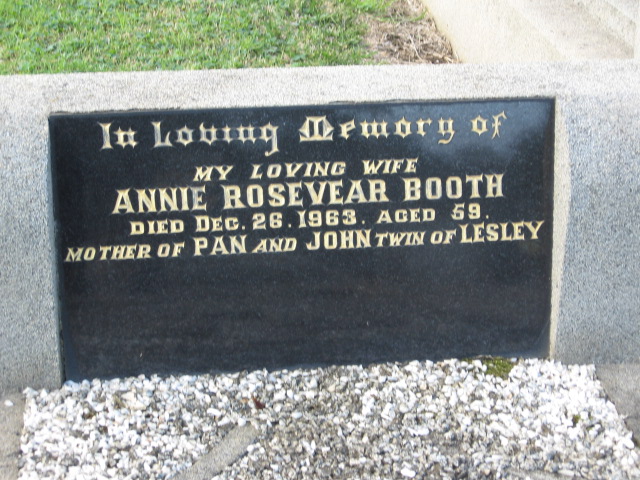 In Loving Memory of
MY LOVING WIFE
ANNIE ROSEVEAR BOOTH
DIED DEC. 26. 1963. AGED 59.
MOTHER OF PAN AND JOHN TWIN OF LESLEY